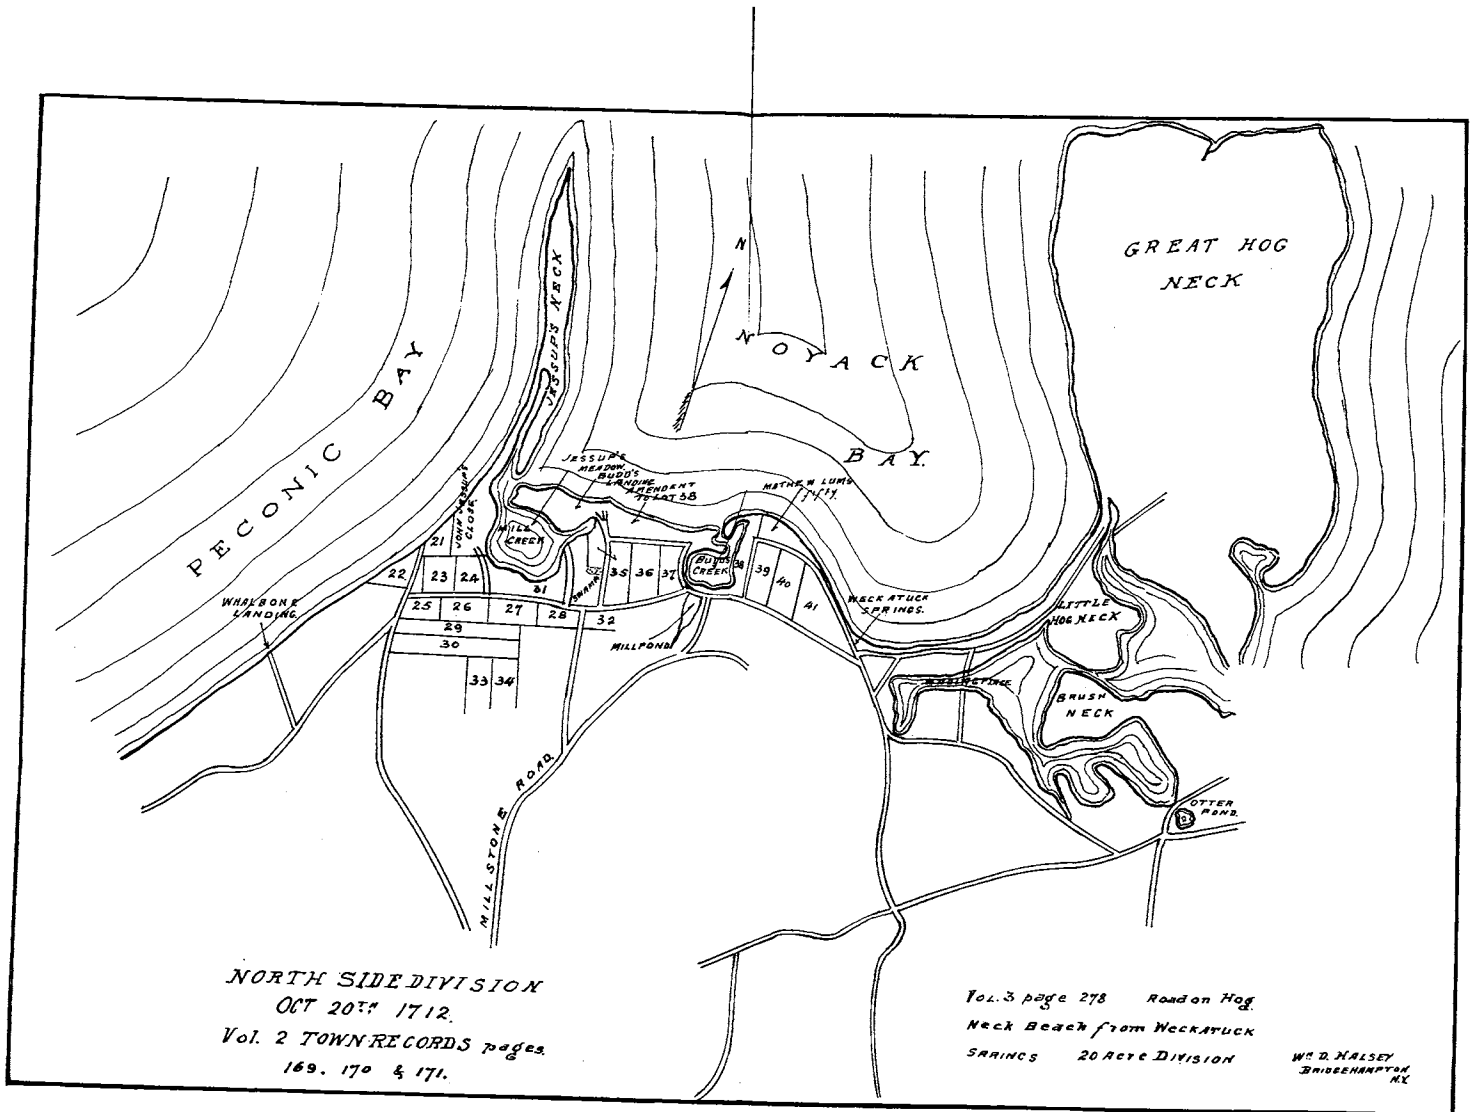 N
GREAT HOG
NECK
JESSUP'S NECK
NOYACK
BAY.
PECONIC BAY
JESSUP'S
MEADOW
BUDD'S
LANDING
AMENDENT
TO LOT 38
MATHEW LUM'S
fifty
JOHN JESSUP'S
CLOSE.
MILL
CREEK
21
22
23
24
31
SWAMP
35
36
37
BUDDS
CREEK
38
39
40
41
25
26
27
28
32
29
30
33
34
WHALBONE
LANDING.
MILLPOND
WECKATUCK
SPRINGS.
LITTLE
HOG NECK
BRUSH
NECK
OTTER
POND.
MILLSTONE ROAD.
NORTH SIDE DIVISION
OCT 20TH 1712.
Vol. 2 TOWN RECORDS pages.
169. 170 & 171.
Vol. 3 page 278 Road on Hog
Neck Beach from WECKATUCK
SPRINGS 20 Acre DIVISION
WM D. HALSEY
BRIDGEHAMPTON
N.Y.